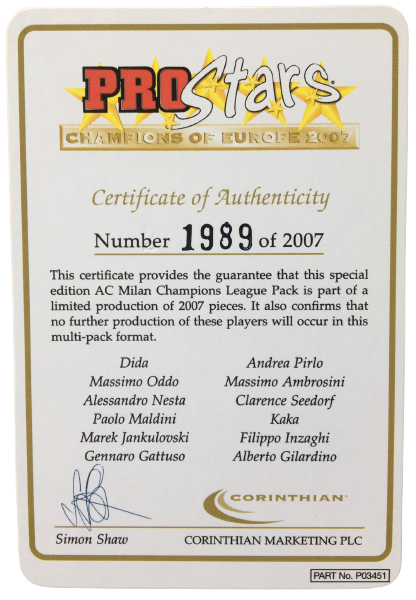 PROStars
CHAMPIONS OF EUROPE 2007
Certificate of Authenticity
Number 1989 of 2007
This certificate provides the guarantee that this special
edition AC Milan Champions League Pack is part of a
limited production of 2007 pieces. It also confirms that
no further production of these players will occur in this
multi-pack format.
Dida Andrea Pirlo
Massimo Oddo Massimo Ambrosini
Alessandro Nesta Clarence Seedorf
Paolo Maldini Kaka
Marek Jankulovski Filippo Inzaghi
Gennaro Gattuso Alberto Gilardino
CORINTHIAN
Simon Shaw CORINTHIAN MARKETING PLC
PART No. P03451